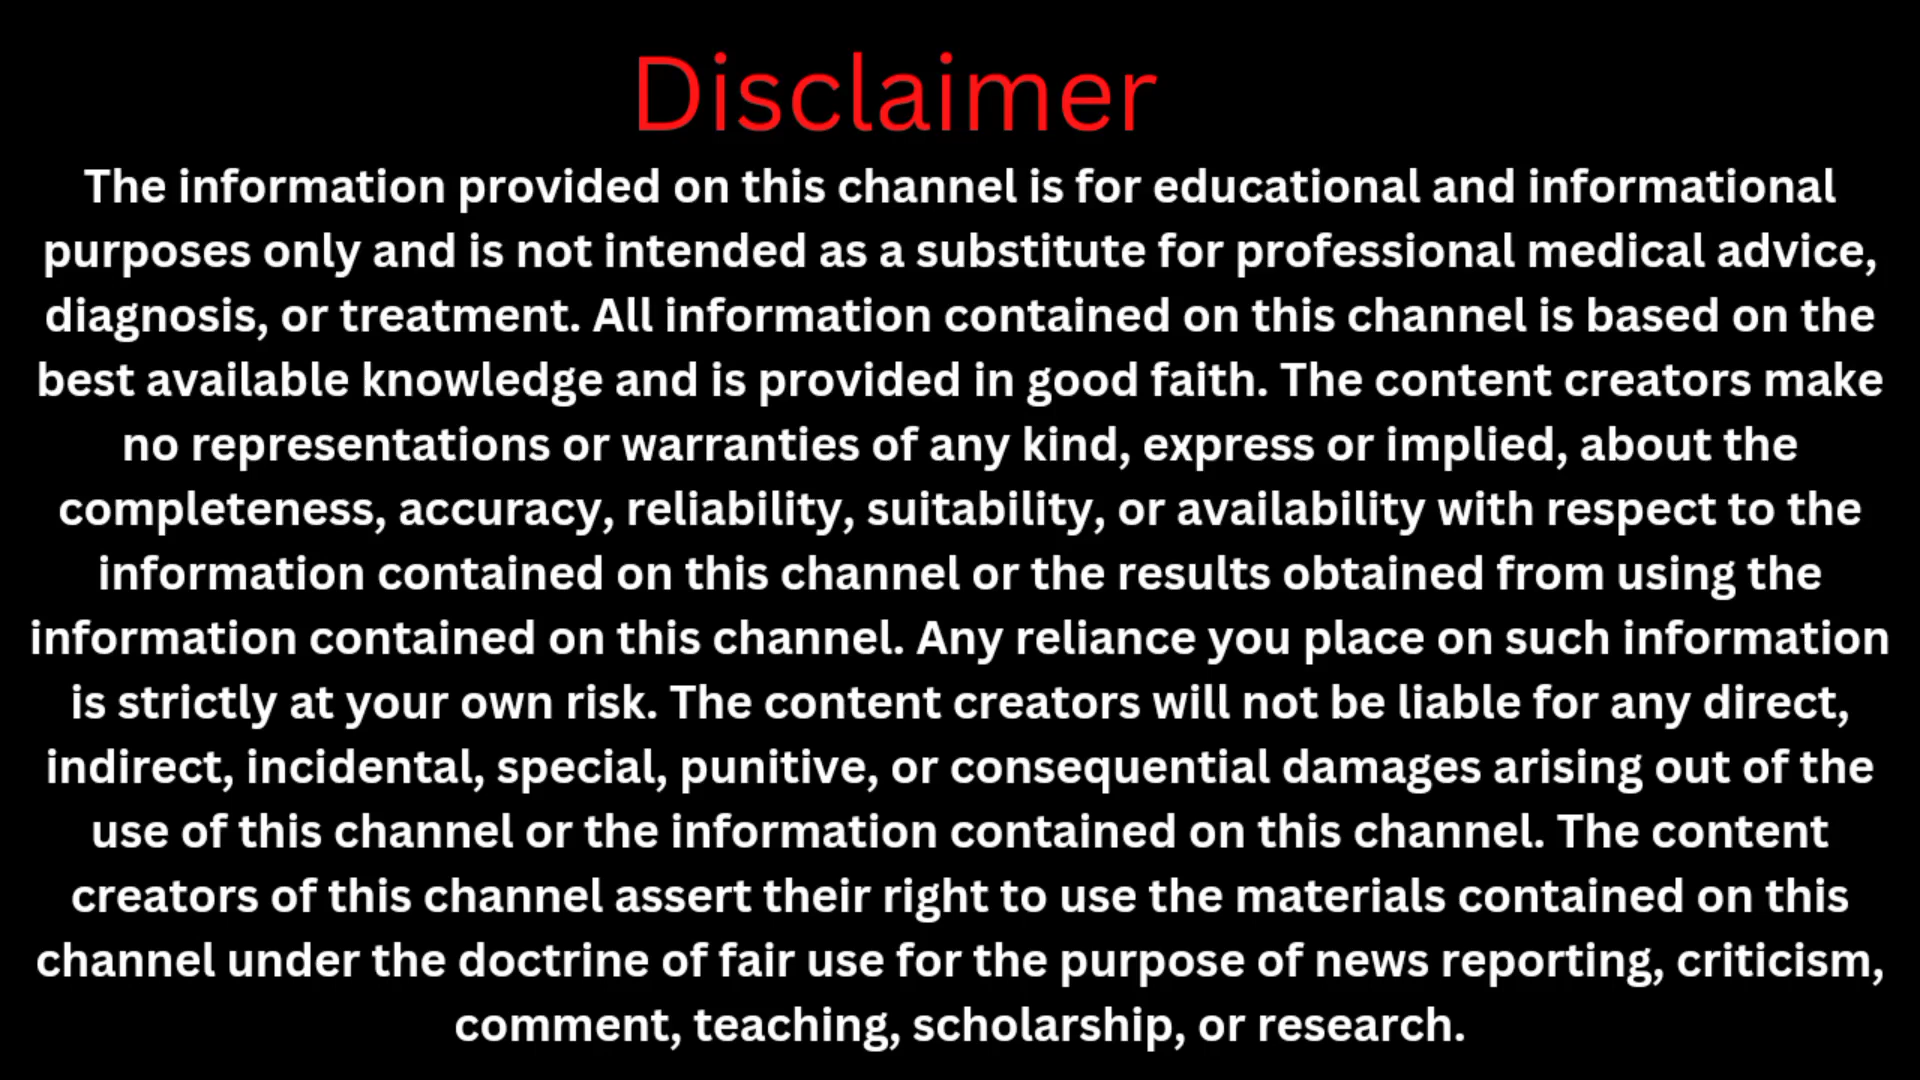 Disclaimer
The information provided on this channel is for educational and informational
purposes only and is not intended as a substitute for professional medical advice,
diagnosis, or treatment. All information contained on this channel is based on the
best available knowledge and is provided in good faith. The content creators make
no representations or warranties of any kind, express or implied, about the
completeness, accuracy, reliability, suitability, or availability with respect to the
information contained on this channel or the results obtained from using the
information contained on this channel. Any reliance you place on such information
is strictly at your own risk. The content creators will not be liable for any direct,
indirect, incidental, special, punitive, or consequential damages arising out of the
use of this channel or the information contained on this channel. The content
creators of this channel assert their right to use the materials contained on this
channel under the doctrine of fair use for the purpose of news reporting, criticism,
comment, teaching, scholarship, or research.